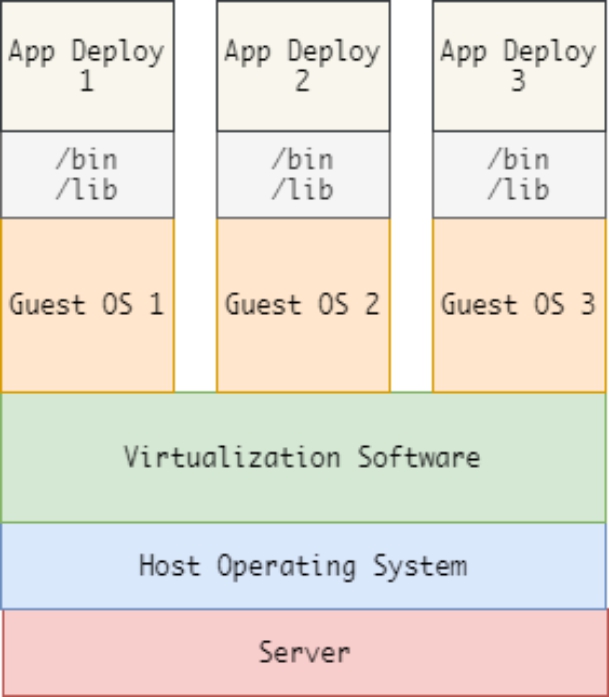 App Deploy
1
App Deploy
2
App Deploy
3
/bin
/lib
/bin
/lib
/bin
/lib
Guest OS 1
Guest OS 2
Guest OS 3
Virtualization Software
Host Operating System
Server